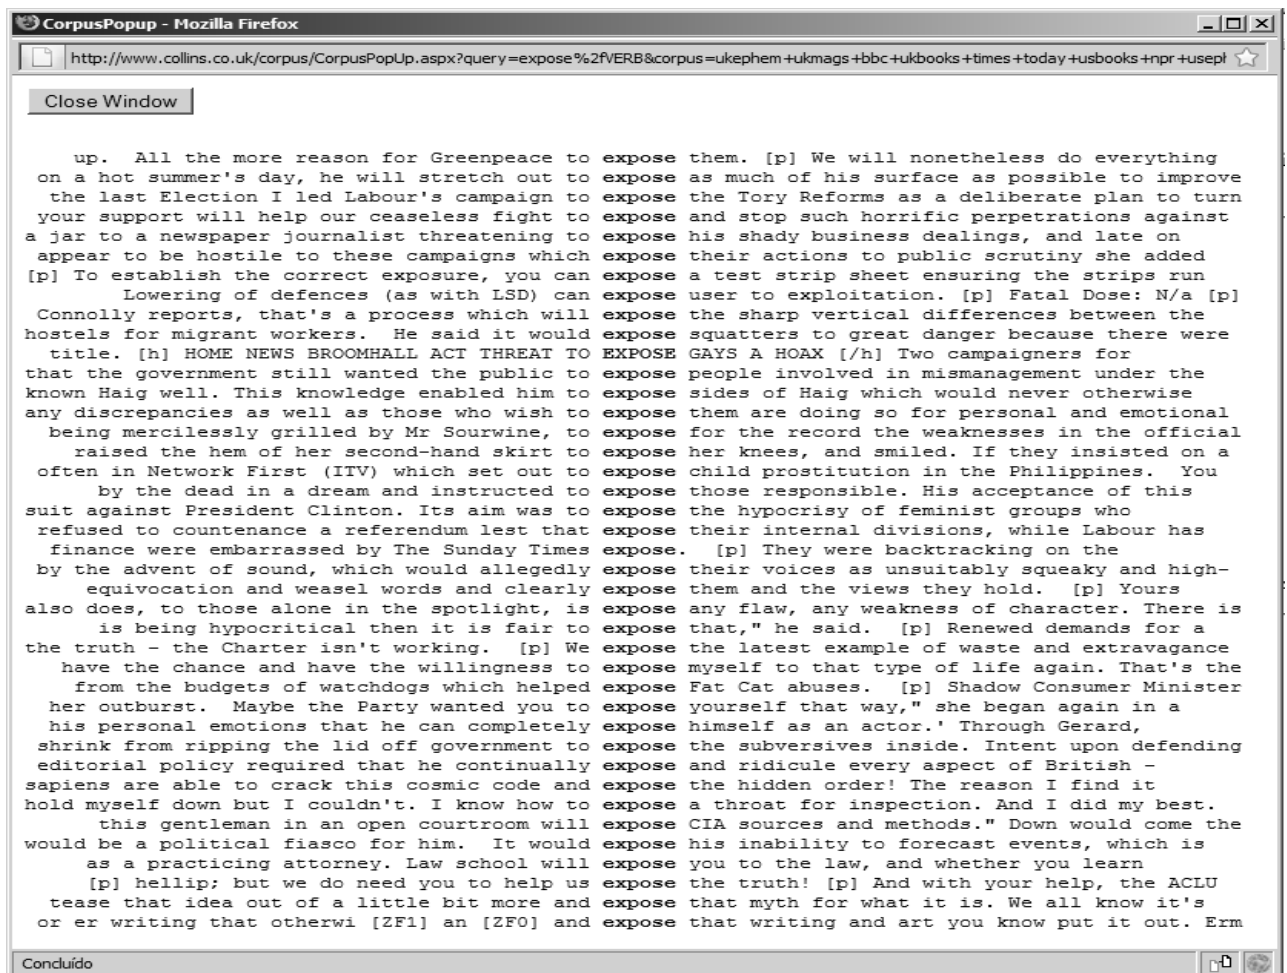 CorpusPopup - Mozilla Firefox
http://www.collins.co.uk/corpus/CorpusPopUp.aspx?query=expose%2fVERB&corpus=ukephem+ukmags+bbc+ukbooks+times+today+usbooks+npr+useph
Close Window
up. All the more reason for Greenpeace to expose them. [p] We will nonetheless do everything
on a hot summer's day, he will stretch out to expose as much of his surface as possible to improve
the last Election I led Labour's campaign to expose the Tory Reforms as a deliberate plan to turn
your support will help our ceaseless fight to expose and stop such horrific perpetrations against
a jar to a newspaper journalist threatening to expose his shady business dealings, and late on
appear to be hostile to these campaigns which expose their actions to public scrutiny she added
[p] To establish the correct exposure, you can expose a test strip sheet ensuring the strips run
Lowering of defences (as with LSD) can expose user to exploitation. [p] Fatal Dose: N/a [p]
Connolly reports, that's a process which will expose the sharp vertical differences between the
hostels for migrant workers. He said it would expose squatters to great danger because there were
title. [h] HOME NEWS BROOMHALL ACT THREAT TO EXPOSE GAYS A HOAX [/h] Two campaigners for
that the government still wanted the public to expose people involved in mismanagement under the
known Haig well. This knowledge enabled him to expose sides of Haig which would never otherwise
any discrepancies as well as those who wish to expose them are doing so for personal and emotional
being mercilessly grilled by Mr Sourwine, to expose for the record the weaknesses in the official
raised the hem of her second-hand skirt to expose her knees, and smiled. If they insisted on a
often in Network First (ITV) which set out to expose child prostitution in the Philippines. You
by the dead in a dream and instructed to expose those responsible. His acceptance of this
suit against President Clinton. Its aim was to expose the hypocrisy of feminist groups who
refused to countenance a referendum lest that expose their internal divisions, while Labour has
finance were embarrassed by The Sunday Times expose. [p] They were backtracking on the
by the advent of sound, which would allegedly expose their voices as unsuitably squeaky and high-
equivocation and weasel words and clearly expose them and the views they hold. [p] Yours
also does, to those alone in the spotlight, is expose any flaw, any weakness of character. There is
is being hypocritical then it is fair to expose that," he said. [p] Renewed demands for a
the truth - the Charter isn't working. [p] We expose the latest example of waste and extravagance
have the chance and have the willingness to expose myself to that type of life again. That's the
from the budgets of watchdogs which helped expose Fat Cat abuses. [p] Shadow Consumer Minister
her outburst. Maybe the Party wanted you to expose yourself that way," she began again in a
his personal emotions that he can completely expose himself as an actor.' Through Gerard,
shrink from ripping the lid off government to expose the subversives inside. Intent upon defending
editorial policy required that he continually expose and ridicule every aspect of British -
sapiens are able to crack this cosmic code and expose the hidden order! The reason I find it
hold myself down but I couldn't. I know how to expose a throat for inspection. And I did my best.
this gentleman in an open courtroom will expose CIA sources and methods." Down would come the
would be a political fiasco for him. It would expose his inability to forecast events, which is
as a practicing attorney. Law school will expose you to the law, and whether you learn
[p] hellip; but we do need you to help us expose the truth! [p] And with your help, the ACLU
tease that idea out of a little bit more and expose that myth for what it is. We all know it's
or er writing that otherwi [ZF1] an [ZF0] and expose that writing and art you know put it out. Erm
Concluído